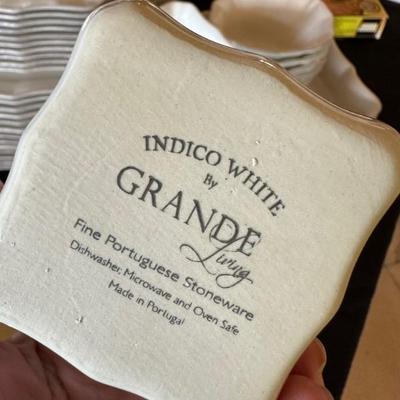 INDICO WHITE
By
GRANDE
Living
Fine Portuguese Stoneware
Dishwasher, Microwave and Oven Safe
Made in Portugal